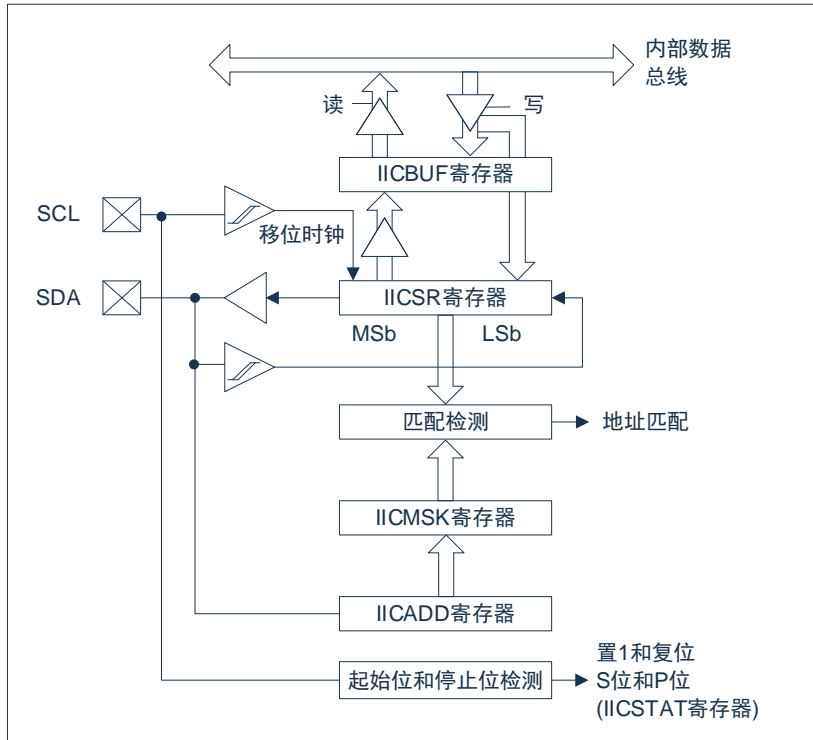 内部数据
总线
读
写
IICBUF寄存器
SCL
移位时钟
SDA
IICSR寄存器
MSb
LSb
匹配检测
地址匹配
IICMSK寄存器
IICADD寄存器
起始位和停止位检测
置1和复位
S位和P位
(IICSTAT寄存器)